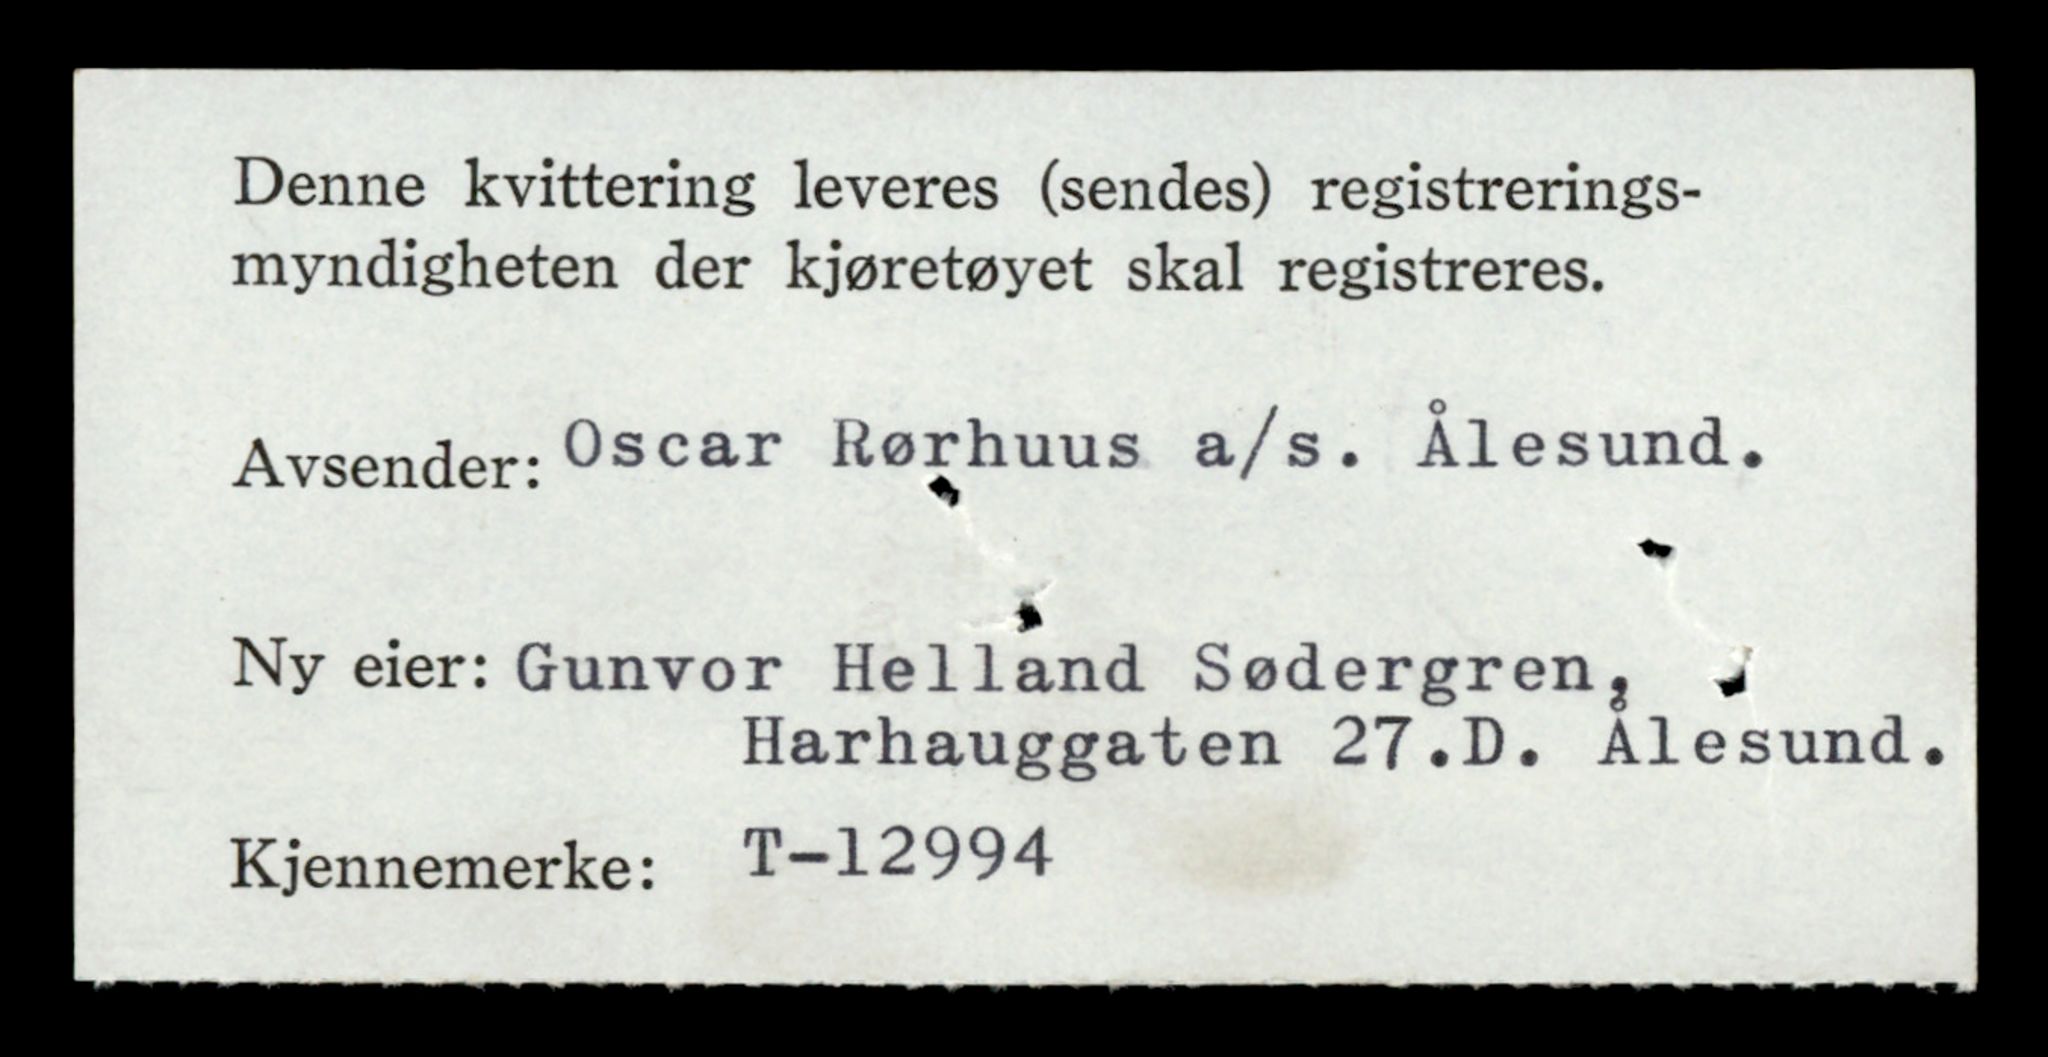 Denne kvittering leveres (sendes) registrerings-
myndigheten der kjøretøyet skal registreres.
Avsender: Oscar Rørhuus a/s. Ålesund.
Ny eier: Gunvor Helland Sødergren,
Harhauggaten 27.D. Ålesund.
Kjennemerke: T-12994